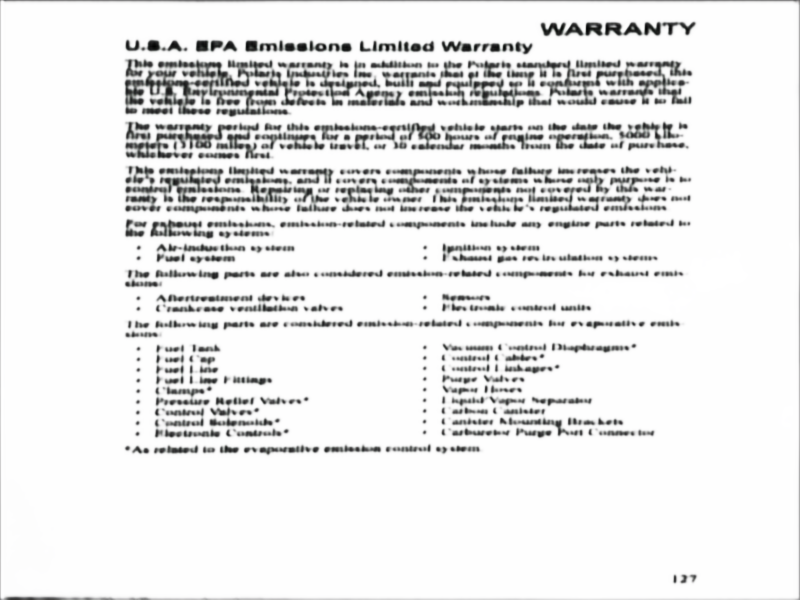 WARRANTY
U.S.A. EPA Emissions Limited Warranty
This emissions limited warranty is in addition to the Polaris standard limited warranty
for your vehicle. Polaris Industries Inc. warrants that at the time it is first purchased, this
emissions-certified vehicle is designed, built and equipped so it conforms with applica-
ble U.S. Environmental Protection Agency emission regulations. Polaris warrants that
the vehicle is free from defects in materials and workmanship that would cause it to fail
to meet these regulations.
The warranty period for this emissions-certified vehicle starts on the date the vehicle is
first purchased and continues for a period of 500 hours of engine operation, 5000 kilo-
meters (3100 miles) of vehicle travel, or 30 calendar months from the date of purchase,
whichever comes first.
This emissions limited warranty covers components whose failure increases the vehi-
cle's regulated emissions, and it covers components of systems whose only purpose is to
control emissions. Repairing or replacing other components not covered by this war-
ranty is the responsibility of the vehicle owner. This emissions limited warranty does not
cover components whose failure does not increase the vehicle's regulated emissions.
For exhaust emissions, emission-related components include any engine parts related to
the following systems:
• Air-induction system
• Fuel system
• Ignition system
• Exhaust gas recirculation systems
The following parts are also considered emission-related components for exhaust emis-
sions:
• Aftertreatment devices
• Crankcase ventilation valves
• Sensors
• Electronic control units
The following parts are considered emission-related components for evaporative emis-
sions:
• Fuel Tank
• Fuel Cap
• Fuel Line
• Fuel Line Fittings
• Clamps*
• Pressure Relief Valves*
• Control Valves*
• Control Solenoids*
• Electronic Controls*
• Vacuum Control Diaphragms*
• Control Cables*
• Control Linkages*
• Purge Valves
• Vapor Hoses
• Liquid/Vapor Separator
• Carbon Canister
• Canister Mounting Brackets
• Carburetor Purge Port Connector
*As related to the evaporative emission control system.
127